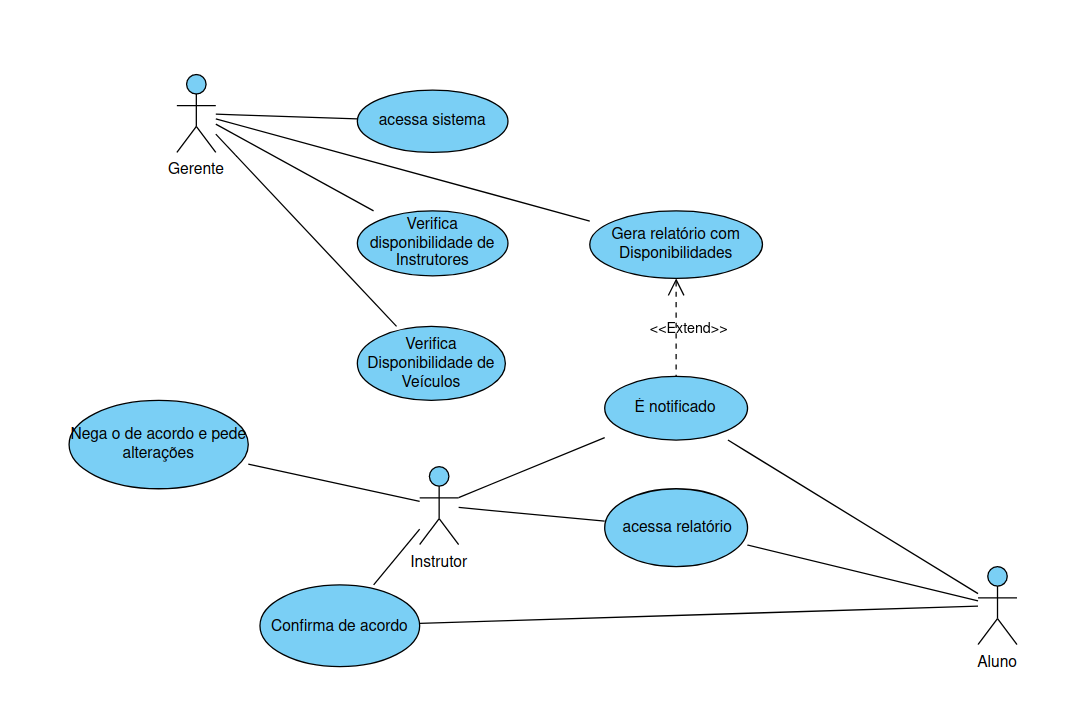 acessa sistema
Gerente
Verifica
disponibilidade de
Instrutores
Gera relatório com
Disponibilidades
<<Extend>>
Verifica
Disponibilidade de
Veículos
É notificado
Nega o de acordo e pede
alterações
acessa relatório
Instrutor
Confirma de acordo
Aluno